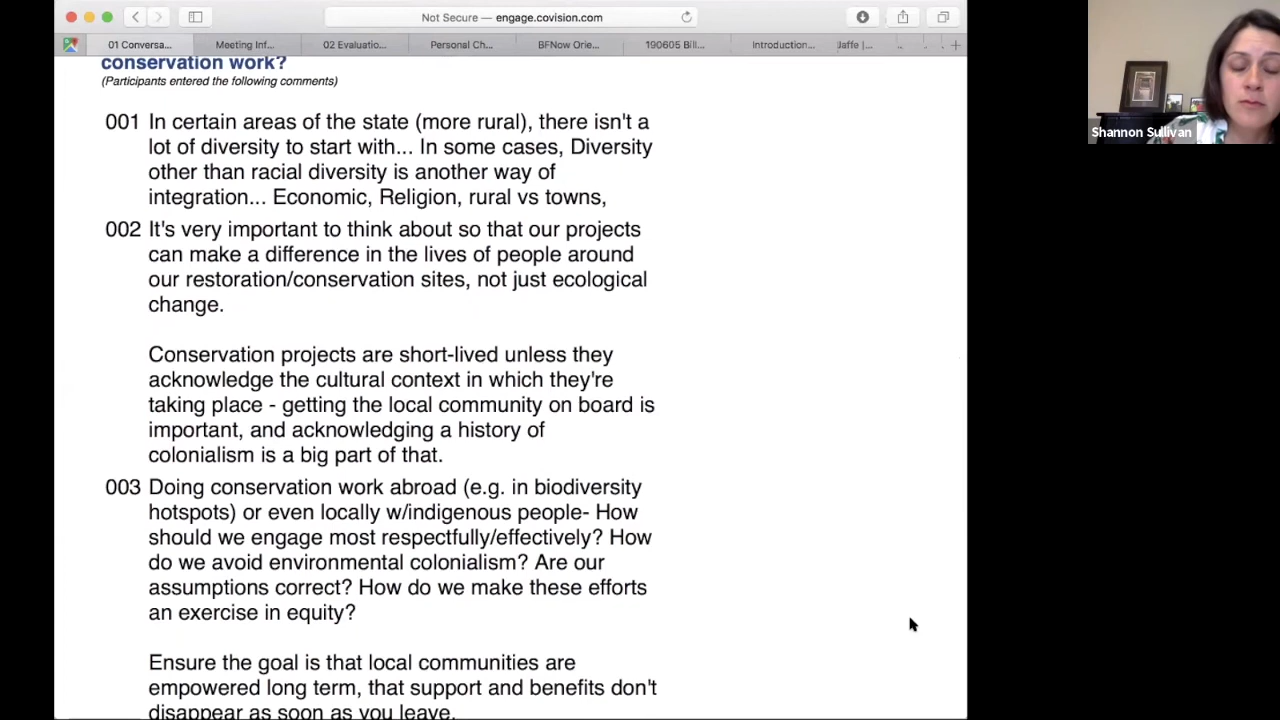 Not Secure — engage.covision.com
01 Conversa...
Meeting Inf...
02 Evaluatio...
Personal Ch...
BFNow Orie...
190605 Bill...
Introduction...
Jaffe |...
conservation work?
(Participants entered the following comments)
001 In certain areas of the state (more rural), there isn't a
lot of diversity to start with... In some cases, Diversity
other than racial diversity is another way of
integration... Economic, Religion, rural vs towns,
002 It's very important to think about so that our projects
can make a difference in the lives of people around
our restoration/conservation sites, not just ecological
change.
Conservation projects are short-lived unless they
acknowledge the cultural context in which they're
taking place - getting the local community on board is
important, and acknowledging a history of
colonialism is a big part of that.
003 Doing conservation work abroad (e.g. in biodiversity
hotspots) or even locally w/indigenous people- How
should we engage most respectfully/effectively? How
do we avoid environmental colonialism? Are our
assumptions correct? How do we make these efforts
an exercise in equity?
Ensure the goal is that local communities are
empowered long term, that support and benefits don't
disappear as soon as you leave.
Shannon Sullivan